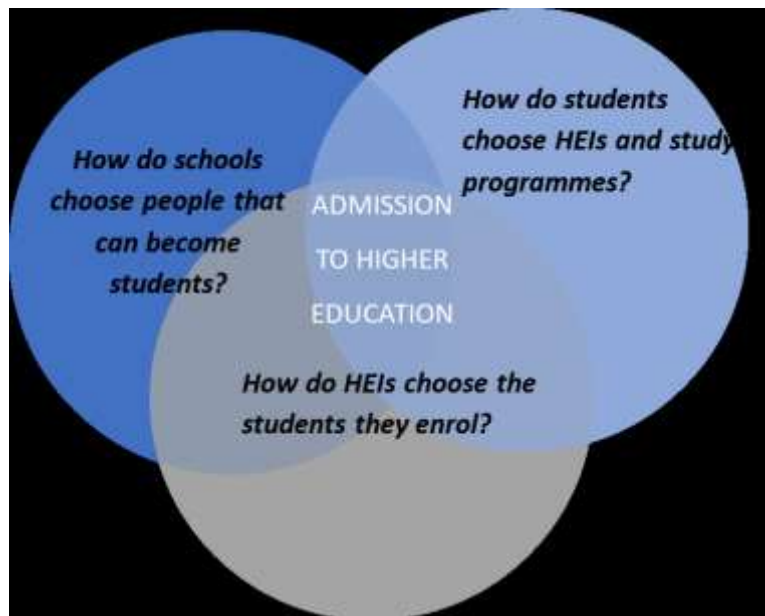 How do schools
choose people that
can become
students?
How do students
choose HEIs and study
programmes?
ADMISSION
TO HIGHER
EDUCATION
How do HEIs choose the
students they enrol?